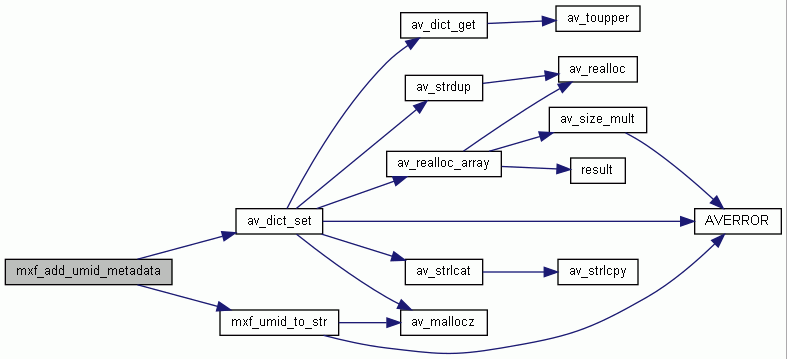 av_dict_get
av_toupper
av_strdup
av_realloc
av_size_mult
av_realloc_array
result
av_dict_set
AVERROR
mxf_add_umid_metadata
av_strlcat
av_strlcpy
mxf_umid_to_str
av_mallocz